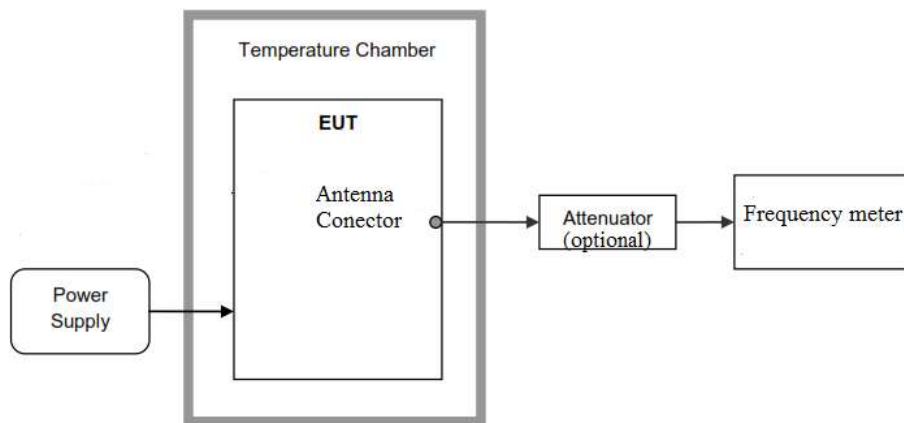 Temperature Chamber
EUT
Antenna
Conector
Attenuator
(optional)
Frequency meter
Power
Supply